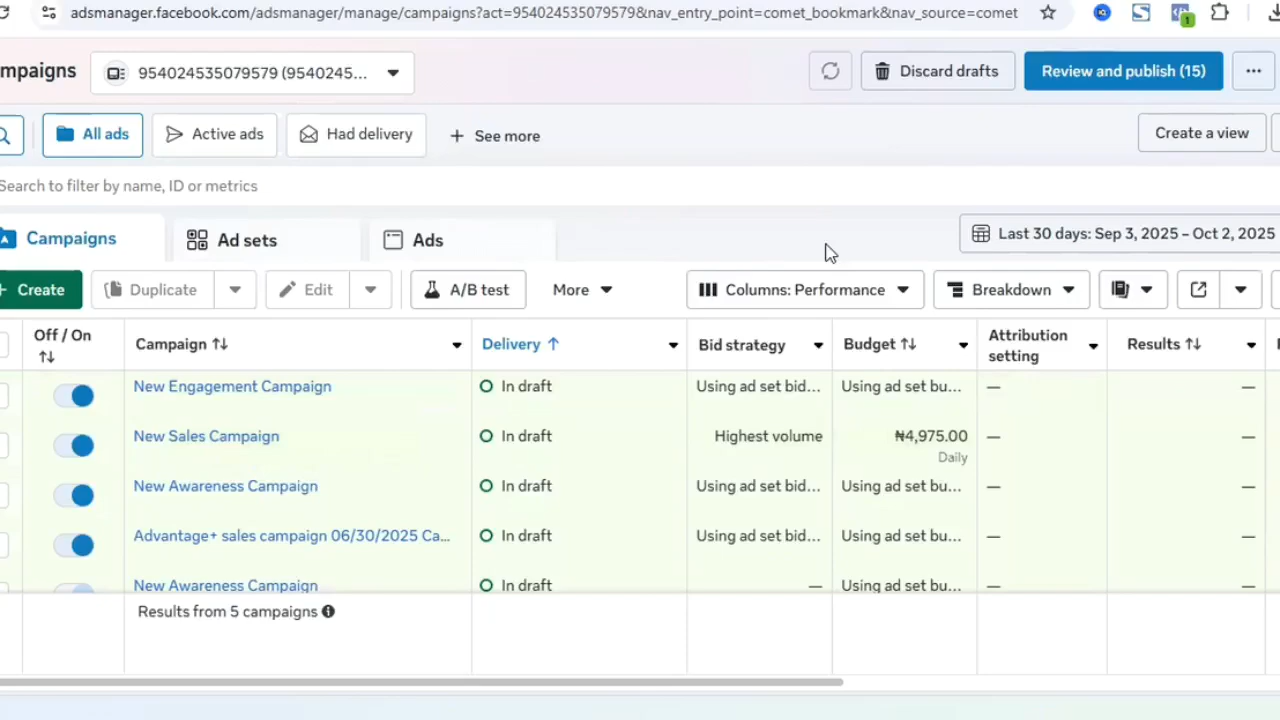 adsmanager.facebook.com/adsmanager/manage/campaigns?act=954024535079579&nav_entry_point=comet_bookmark&nav_source=comet
1
mpaigns
954024535079579 (9540245...
Discard drafts
Review and publish (15)
All ads
Active ads
Had delivery
See more
Create a view
Search to filter by name, ID or metrics
Campaigns
Ad sets
Ads
Last 30 days: Sep 3, 2025 – Oct 2, 2025
+ Create
Duplicate
Edit
A/B test
More
Columns: Performance
Breakdown
Off / On
Campaign
Delivery ↑
Bid strategy
Budget
Attribution setting
Results
New Engagement Campaign
In draft
Using ad set bid...
Using ad set bu...
—
—
New Sales Campaign
In draft
Highest volume
₦4,975.00
Daily
—
—
New Awareness Campaign
In draft
Using ad set bid...
Using ad set bu...
—
—
Advantage+ sales campaign 06/30/2025 Ca...
In draft
Using ad set bid...
Using ad set bu...
—
—
New Awareness Campaign
In draft
—
Using ad set bu...
—
—
Results from 5 campaigns